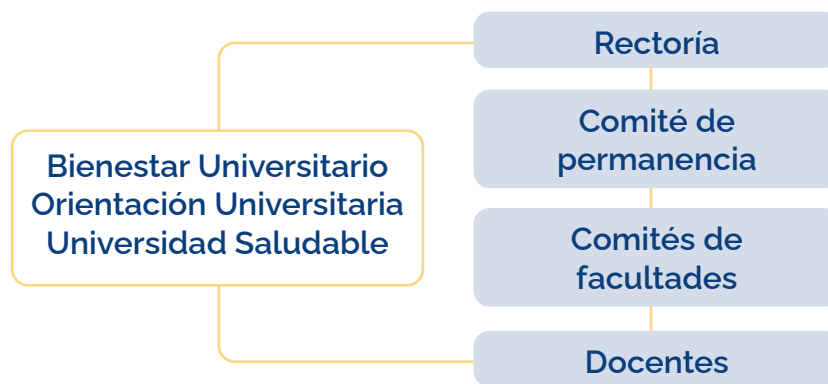 Bienestar Universitario
Orientación Universitaria
Universidad Saludable
Rectoría
Comité de
permanencia
Comités de
facultades
Docentes